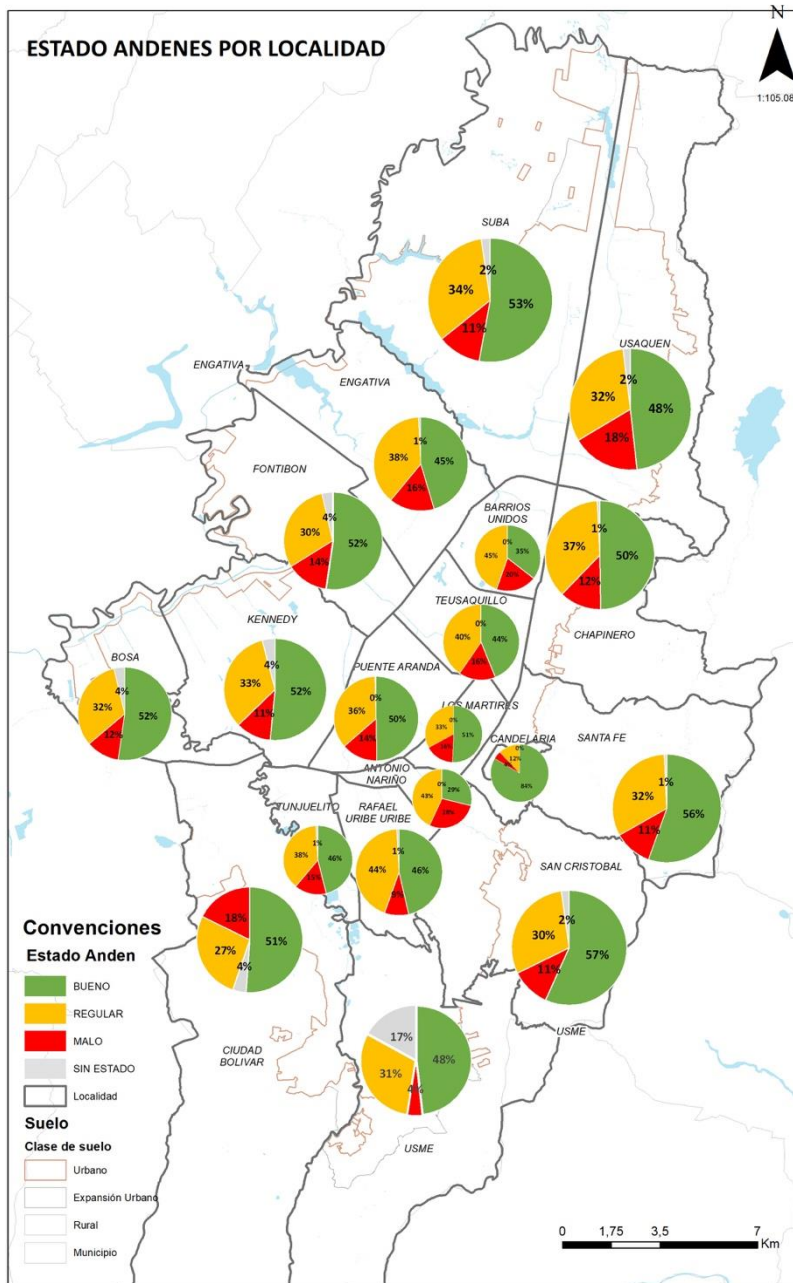 ESTADO ANDENES POR LOCALIDAD
N
1:105.08
SUBA
2%
34%
53%
11%
USAQUEN
2%
32%
48%
18%
ENGATIVA
ENGATIVA
1%
38%
45%
16%
FONTIBON
4%
30%
52%
14%
BARRIOS
UNIDOS
0%
45%
35%
20%
1%
37%
50%
12%
CHAPINERO
TEUSAQUILLO
0%
40%
44%
16%
KENNEDY
4%
33%
52%
11%
BOSA
4%
32%
52%
12%
PUENTE ARANDA
0%
36%
50%
14%
LOS MARTIRES
0%
33%
51%
CANDELARIA
0%
12%
84%
SANTA FE
1%
32%
56%
11%
ANTONIO
NARIÑO
0%
43%
29%
TUNJUELITO
1%
38%
46%
RAFAEL
URIBE URIBE
1%
44%
46%
9%
SAN CRISTOBAL
2%
30%
57%
11%
USME
18%
51%
27%
4%
CIUDAD
BOLIVAR
17%
48%
31%
4%
USME
Convenciones
Estado Anden
BUENO
REGULAR
MALO
SIN ESTADO
Localidad
Suelo
Clase de suelo
Urbano
Expansión Urbano
Rural
Municipio
0 1,75 3,5 7
Km